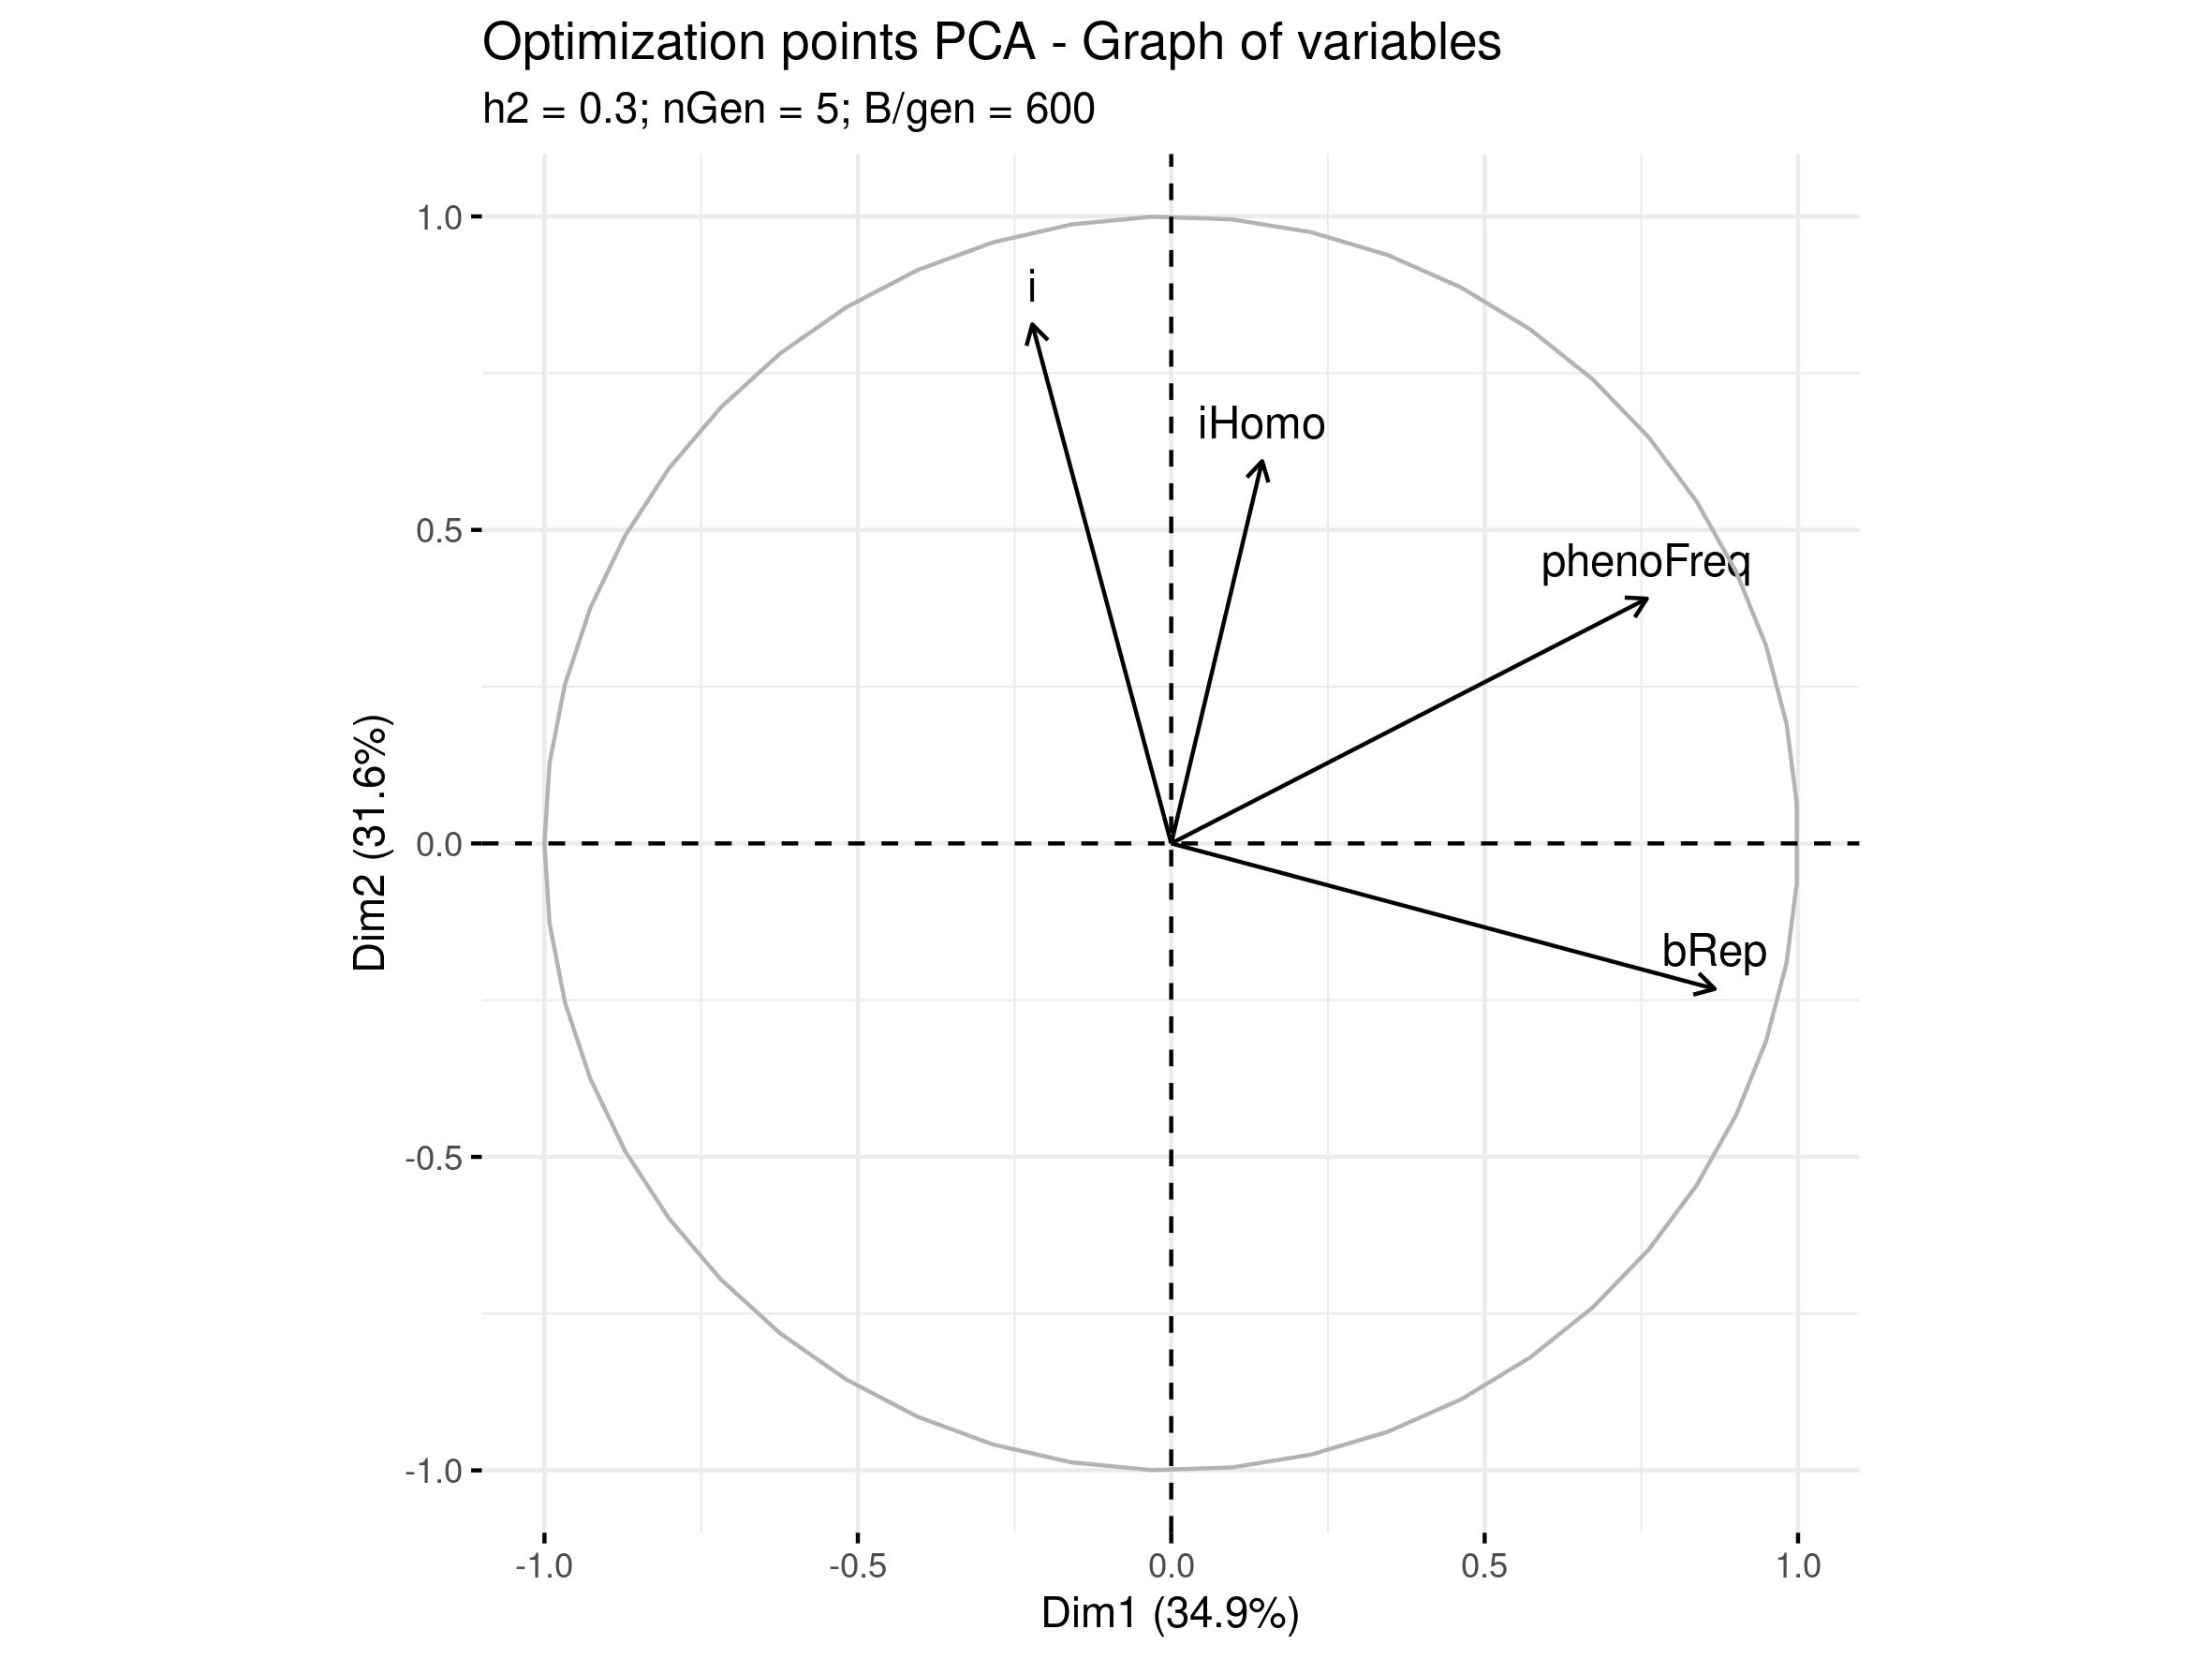 Optimization points PCA - Graph of variables
h2 = 0.3; nGen = 5; B/gen = 600
1.0
0.5
0.0
-0.5
-1.0
Dim2 (31.6%)
i
iHomo
phenoFreq
bRep
-1.0
-0.5
0.0
0.5
1.0
Dim1 (34.9%)